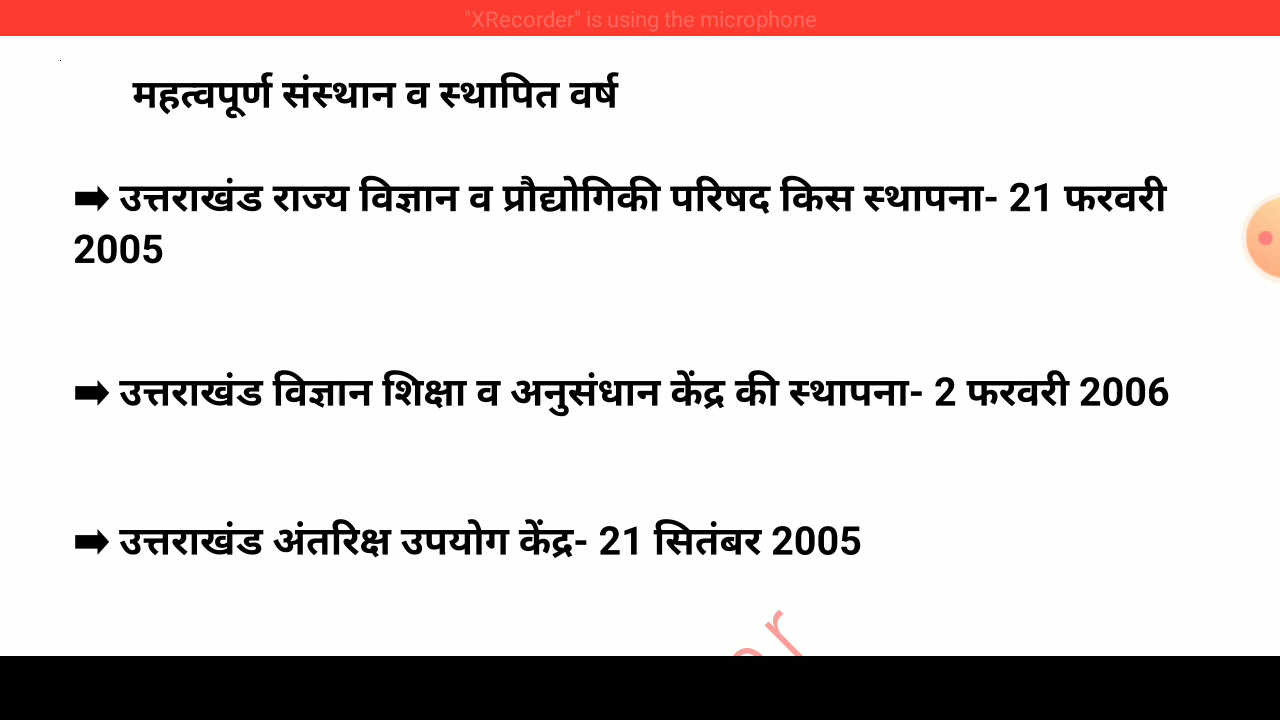 "XRecorder" is using the microphone
महत्वपूर्ण संस्थान व स्थापित वर्ष
➡ उत्तराखंड राज्य विज्ञान व प्रौद्योगिकी परिषद किस स्थापना- 21 फरवरी
2005
➡ उत्तराखंड विज्ञान शिक्षा व अनुसंधान केंद्र की स्थापना- 2 फरवरी 2006
➡ उत्तराखंड अंतरिक्ष उपयोग केंद्र- 21 सितंबर 2005